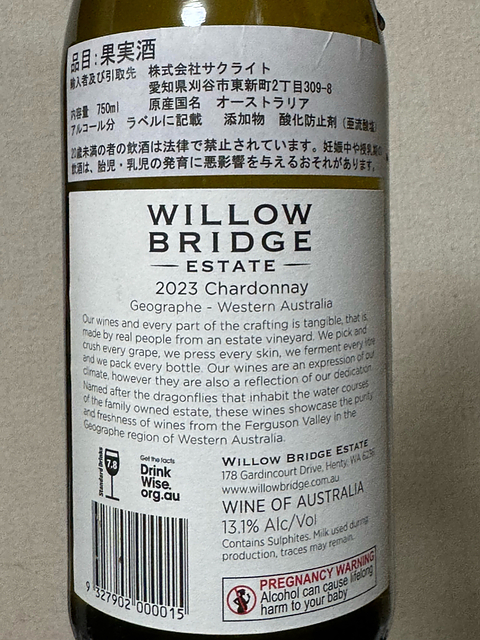 品目:果実酒
輸入者及び引取先 株式会社サクライト
愛知県刈谷市東新町2丁目309-8
内容量 750ml 原産国名 オーストラリア
アルコール分 ラベルに記載 添加物 酸化防止剤(亜硫酸塩)
20歳未満の者の飲酒は法律で禁止されています。妊娠中や授乳期の
飲酒は、胎児・乳児の発育に悪影響を与えるおそれがあります。
WILLOW
BRIDGE
ESTATE
2023 Chardonnay
Geographe - Western Australia
Our wines and every part of the crafting is tangible, that is,
made by real people from an estate vineyard. We pick and
crush every grape, we press every skin, we ferment every litre
and we pack every bottle. Our wines are an expression of our
climate, however they are also a reflection of our dedication.
Named after the dragonflies that inhabit the water courses
of the family owned estate, these wines showcase the purity
and freshness of wines from the Ferguson Valley in the
Geographe region of Western Australia.
Standard Drinks
7.8
Get the facts
Drink
Wise.
org.au
WILLOW BRIDGE ESTATE
178 Gardincourt Drive, Henty, WA 6236
www.willowbridge.com.au
WINE OF AUSTRALIA
13.1% Alc/Vol
Contains Sulphites. Milk used during
production, traces may remain.
PREGNANCY WARNING
Alcohol can cause lifelong
harm to your baby
9 327902 000015